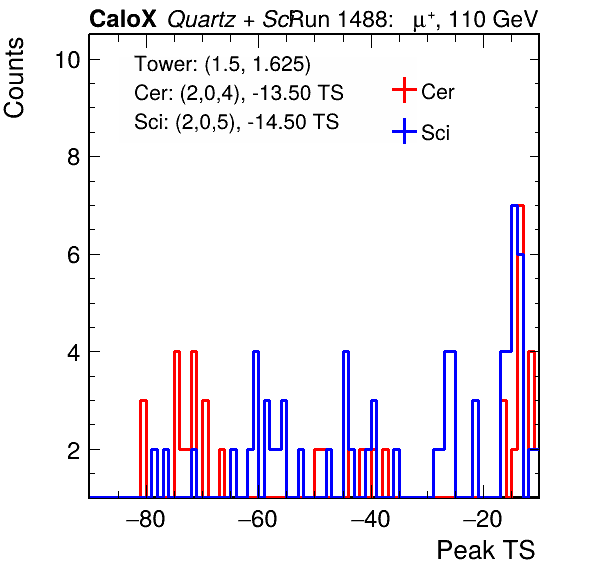 CaloX Quartz + Sci Run 1488: μ⁺, 110 GeV
Counts
Tower: (1.5, 1.625)
Cer: (2,0,4), -13.50 TS
Sci: (2,0,5), -14.50 TS
Cer
Sci
10
8
6
4
2
−80 −60 −40 −20
Peak TS